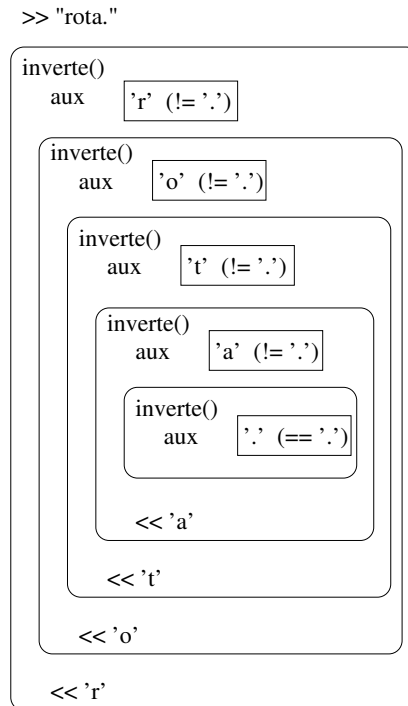 >> "rota."
inverte()
aux ’r’ (!= ’.’)
inverte()
aux ’o’ (!= ’.’)
inverte()
aux ’t’ (!= ’.’)
inverte()
aux ’a’ (!= ’.’)
inverte()
aux ’.’ (== ’.’)
<< ’a’
<< ’t’
<< ’o’
<< ’r’